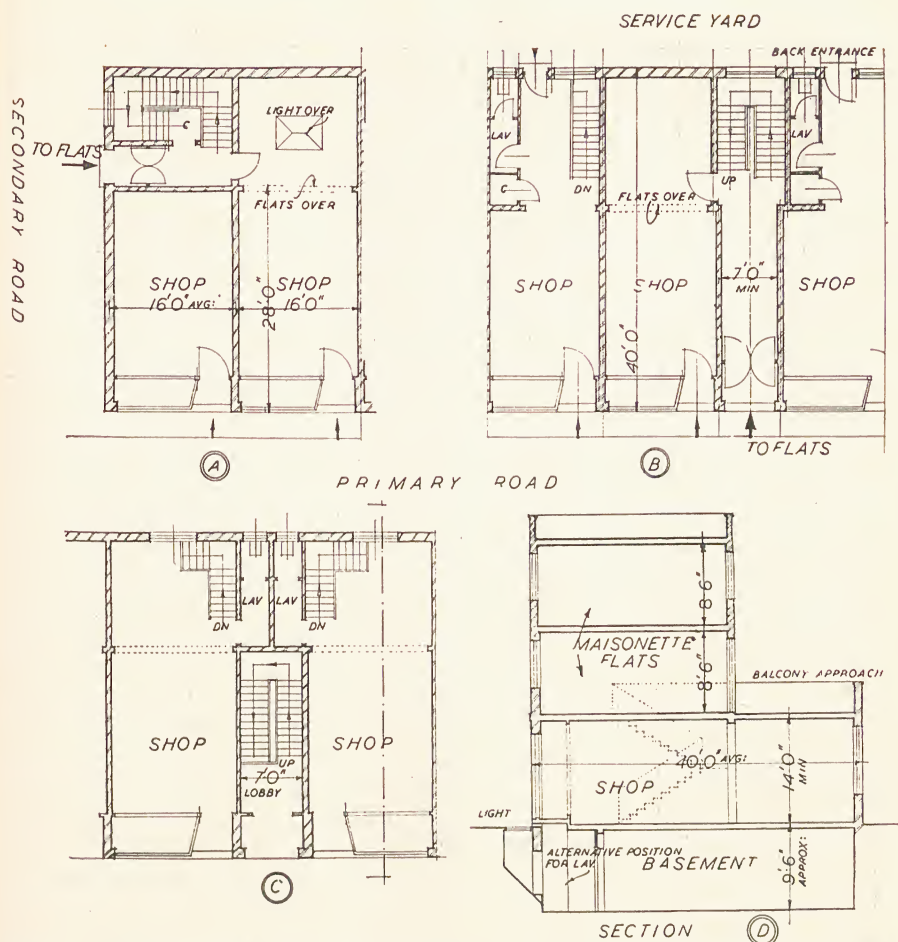 SERVICE YARD
SECONDARY ROAD
TO FLATS
C
LIGHT OVER
FLATS OVER
SHOP
16'0" AVG:
SHOP
16'0"
28'0"
A
BACK ENTRANCE
LAV
C
DN
UP
LAV
FLATS OVER
SHOP
SHOP
7'0"
MIN
SHOP
40'0"
TO FLATS
B
PRIMARY ROAD
LAV
LAV
DN
DN
SHOP
SHOP
UP
7'0"
LOBBY
C
8'6"
MAISONETTE
FLATS
8'6"
BALCONY APPROACH
40'0" AVG:
SHOP
14'0"
MIN
LIGHT
ALTERNATIVE POSITION
FOR LAV.
BASEMENT
9'6"
APPROX:
SECTION
D